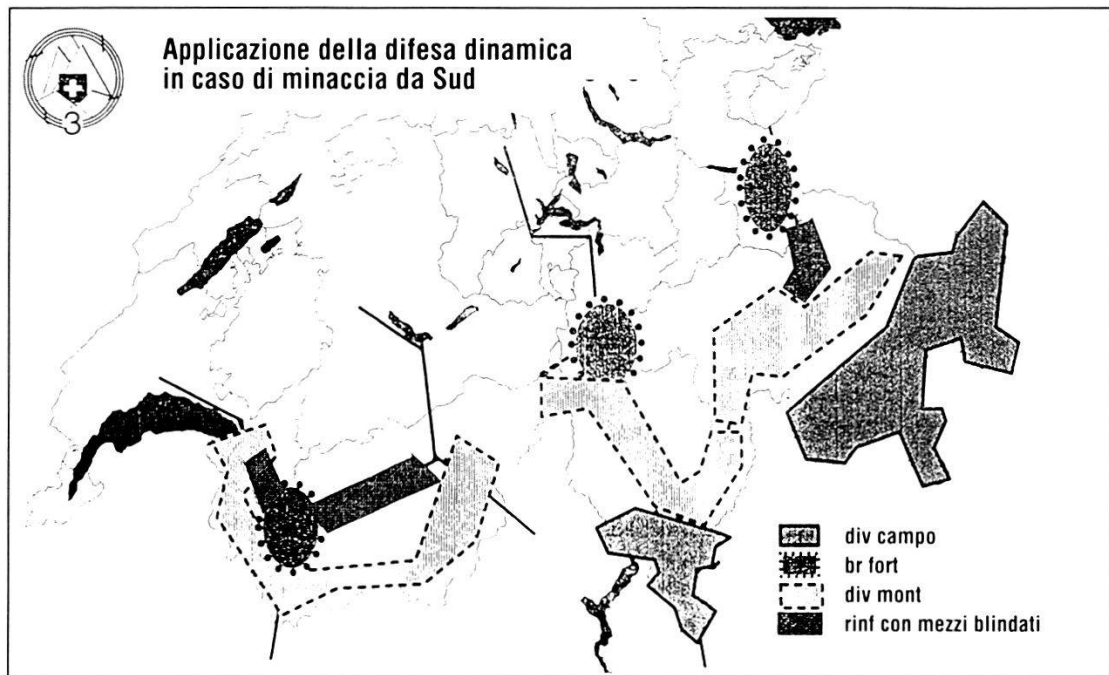 3
Applicazione della difesa dinamica
in caso di minaccia da Sud
div campo
br fort
div mont
rinf con mezzi blindati